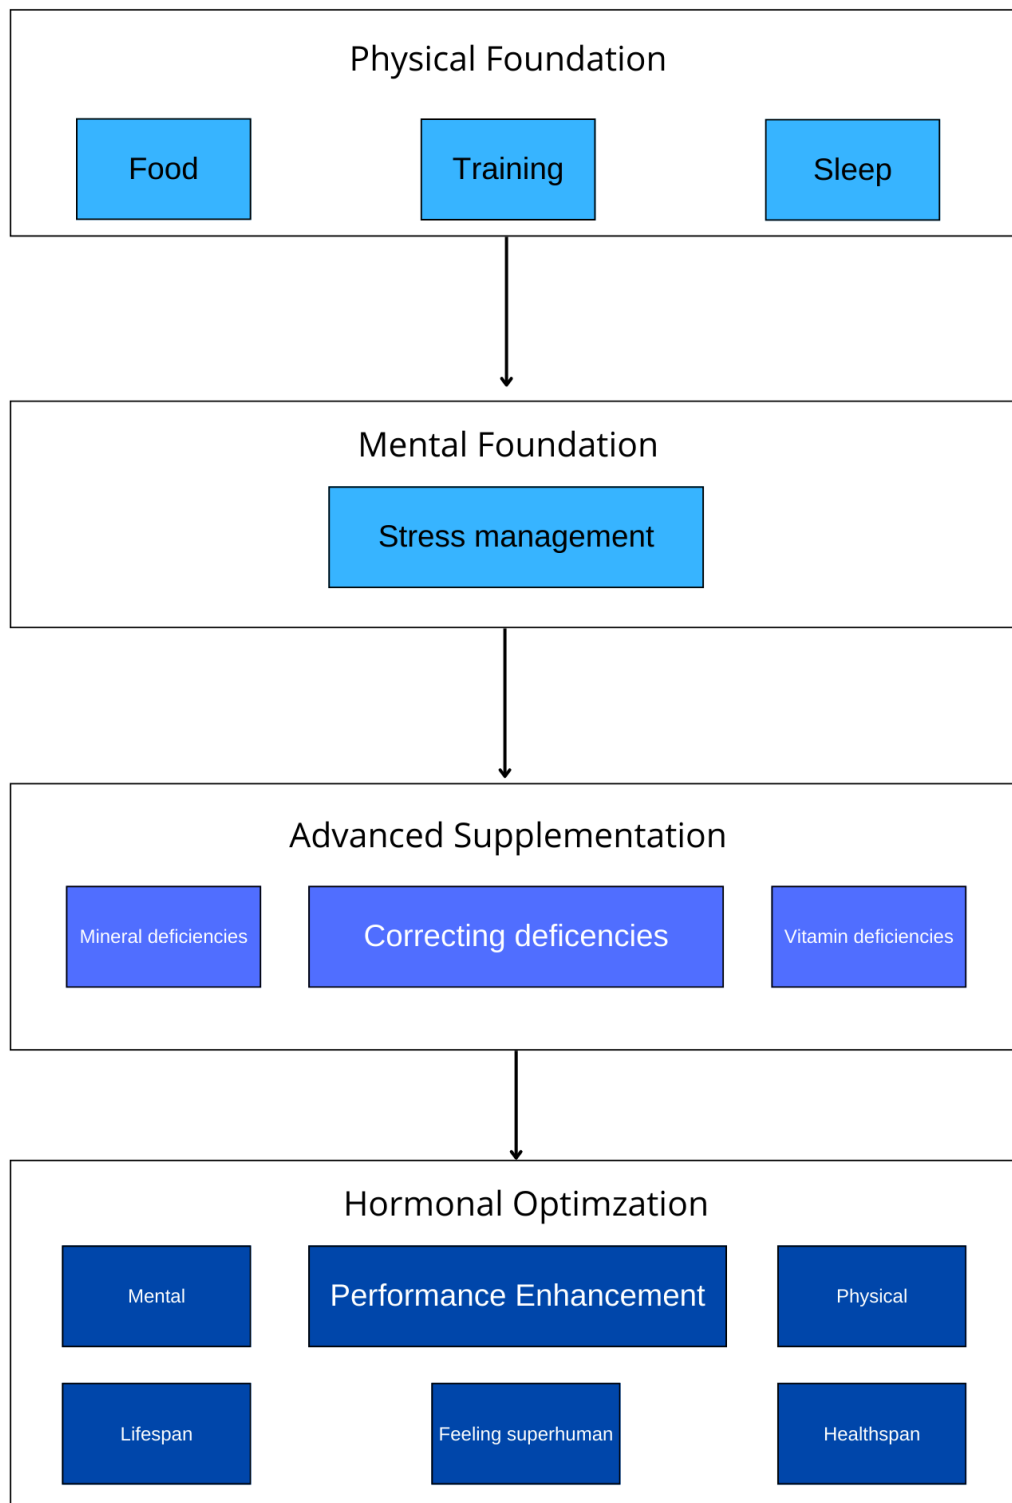 Physical Foundation
Food
Training
Sleep
Mental Foundation
Stress management
Advanced Supplementation
Mineral deficiencies
Correcting deficencies
Vitamin deficiencies
Hormonal Optimzation
Mental
Performance Enhancement
Physical
Lifespan
Feeling superhuman
Healthspan